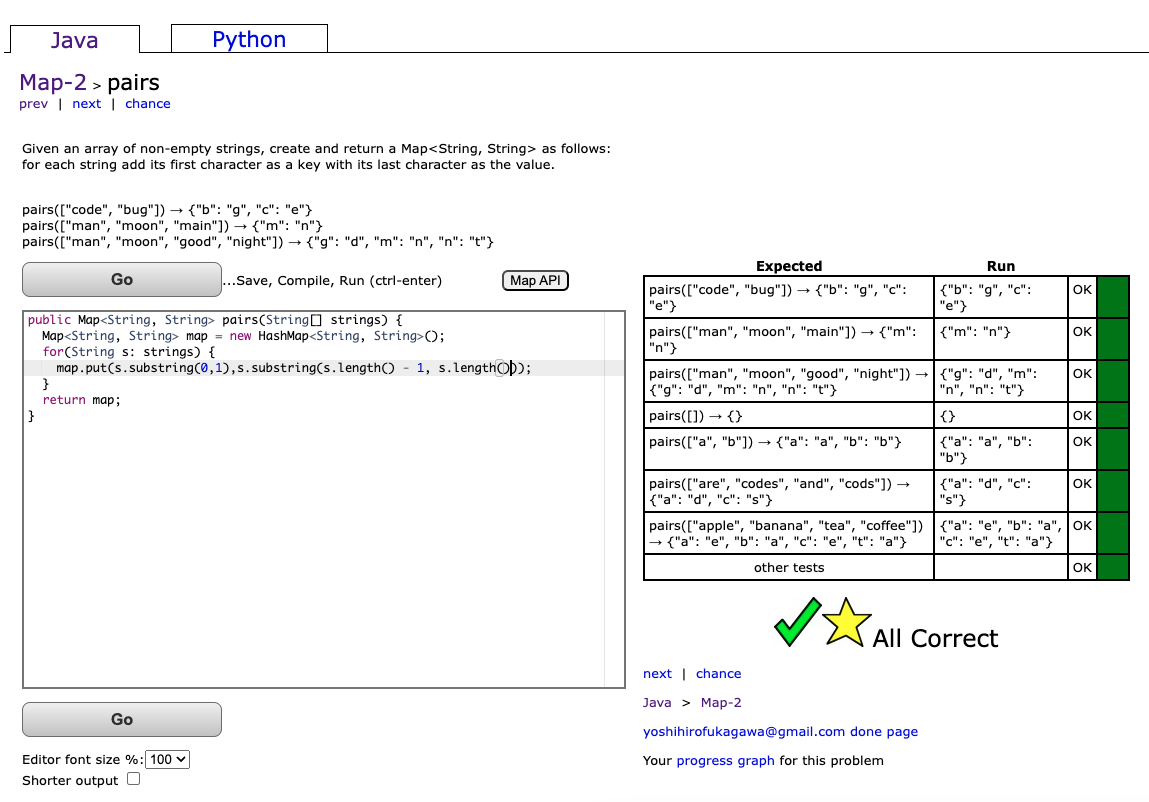 Java
Python
Map-2 > pairs
prev | next | chance
Given an array of non-empty strings, create and return a Map<String, String> as follows:
for each string add its first character as a key with its last character as the value.
pairs(["code", "bug"]) → {"b": "g", "c": "e"}
pairs(["man", "moon", "main"]) → {"m": "n"}
pairs(["man", "moon", "good", "night"]) → {"g": "d", "m": "n", "n": "t"}
Go
...Save, Compile, Run (ctrl-enter)
Map API
public Map<String, String> pairs(String[] strings) {
  Map<String, String> map = new HashMap<String, String>();
  for(String s: strings) {
    map.put(s.substring(0,1),s.substring(s.length() - 1, s.length()));
  }
  return map;
}
Go
Editor font size %: 100
Shorter output
Expected Run
pairs(["code", "bug"]) → {"b": "g", "c": {"b": "g", "c": OK
"e"} "e"}
pairs(["man", "moon", "main"]) → {"m": {"m": "n"} OK
"n"}
pairs(["man", "moon", "good", "night"]) → {"g": "d", "m": OK
{"g": "d", "m": "n", "n": "t"} "n", "n": "t"}
pairs([]) → {} {} OK
pairs(["a", "b"]) → {"a": "a", "b": "b"} {"a": "a", "b": OK
"b"}
pairs(["are", "codes", "and", "cods"]) → {"a": "d", "c": OK
{"a": "d", "c": "s"} "s"}
pairs(["apple", "banana", "tea", "coffee"]) {"a": "e", "b": "a", OK
→ {"a": "e", "b": "a", "c": "e", "t": "a"} "c": "e", "t": "a"}
other tests OK
All Correct
next | chance
Java > Map-2
yoshihirofukagawa@gmail.com done page
Your progress graph for this problem